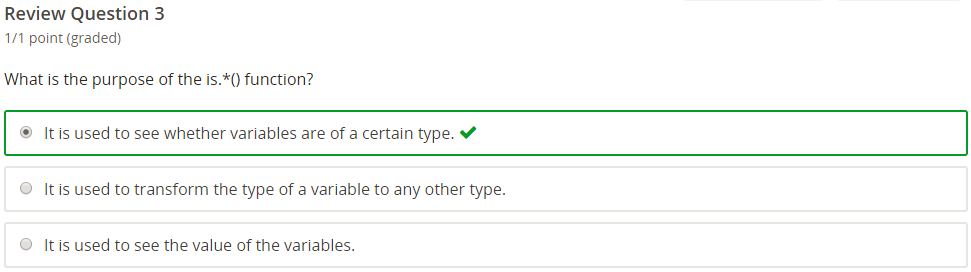 Review Question 3
1/1 point (graded)
What is the purpose of the is.*() function?
It is used to see whether variables are of a certain type.
It is used to transform the type of a variable to any other type.
It is used to see the value of the variables.